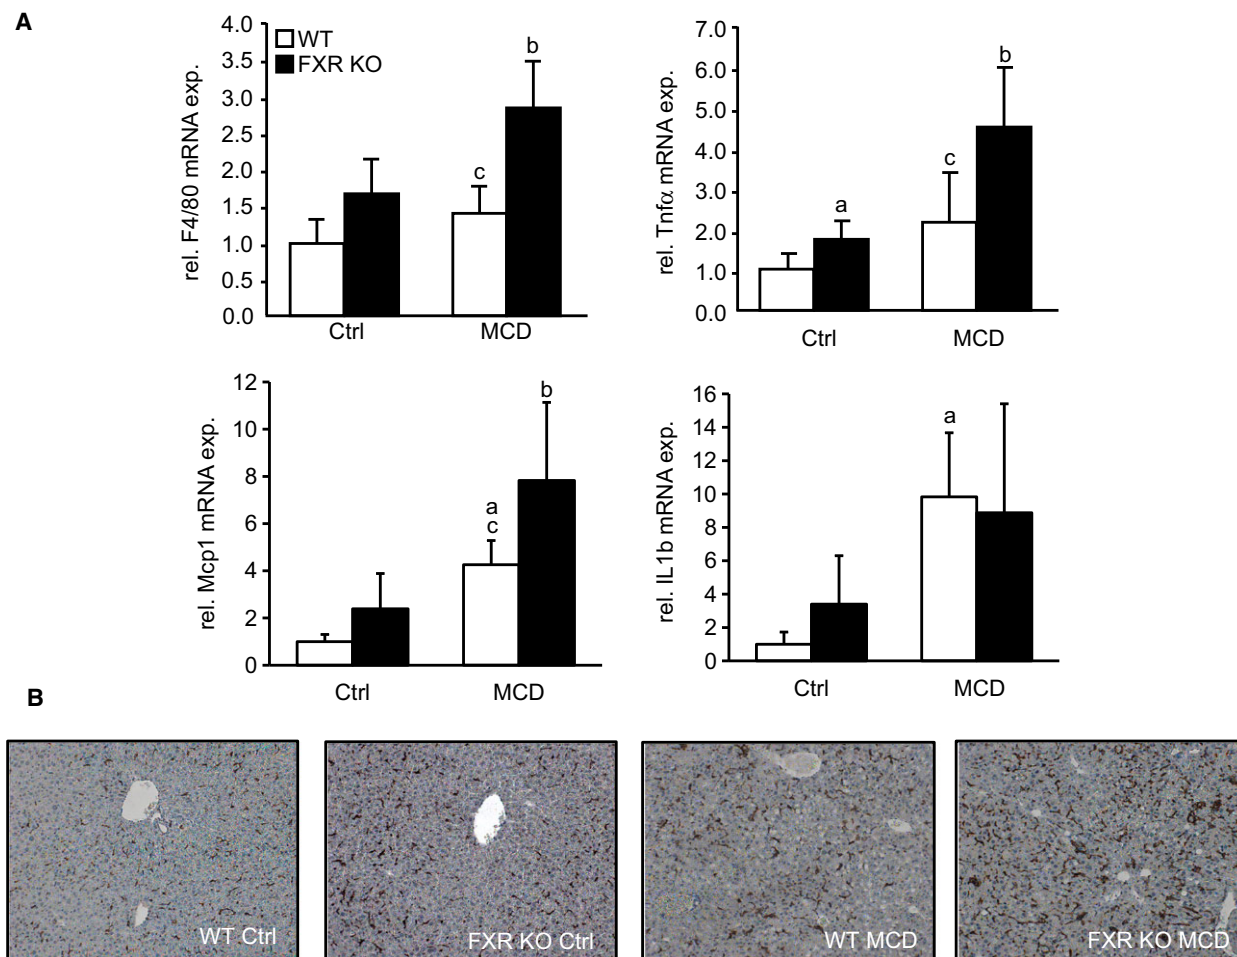 A
rel. F4/80 mRNA exp.
4.0
3.5
3.0
2.5
2.0
1.5
1.0
0.5
0.0
WT
FXR KO
b
c
Ctrl
MCD
rel. Tnfα mRNA exp.
7.0
6.0
5.0
4.0
3.0
2.0
1.0
0.0
a
c
b
Ctrl
MCD
rel. Mcp1 mRNA exp.
12
10
8
6
4
2
0
a
c
b
Ctrl
MCD
rel. IL1b mRNA exp.
16
14
12
10
8
6
4
2
0
a
Ctrl
MCD
B
WT Ctrl
FXR KO Ctrl
WT MCD
FXR KO MCD